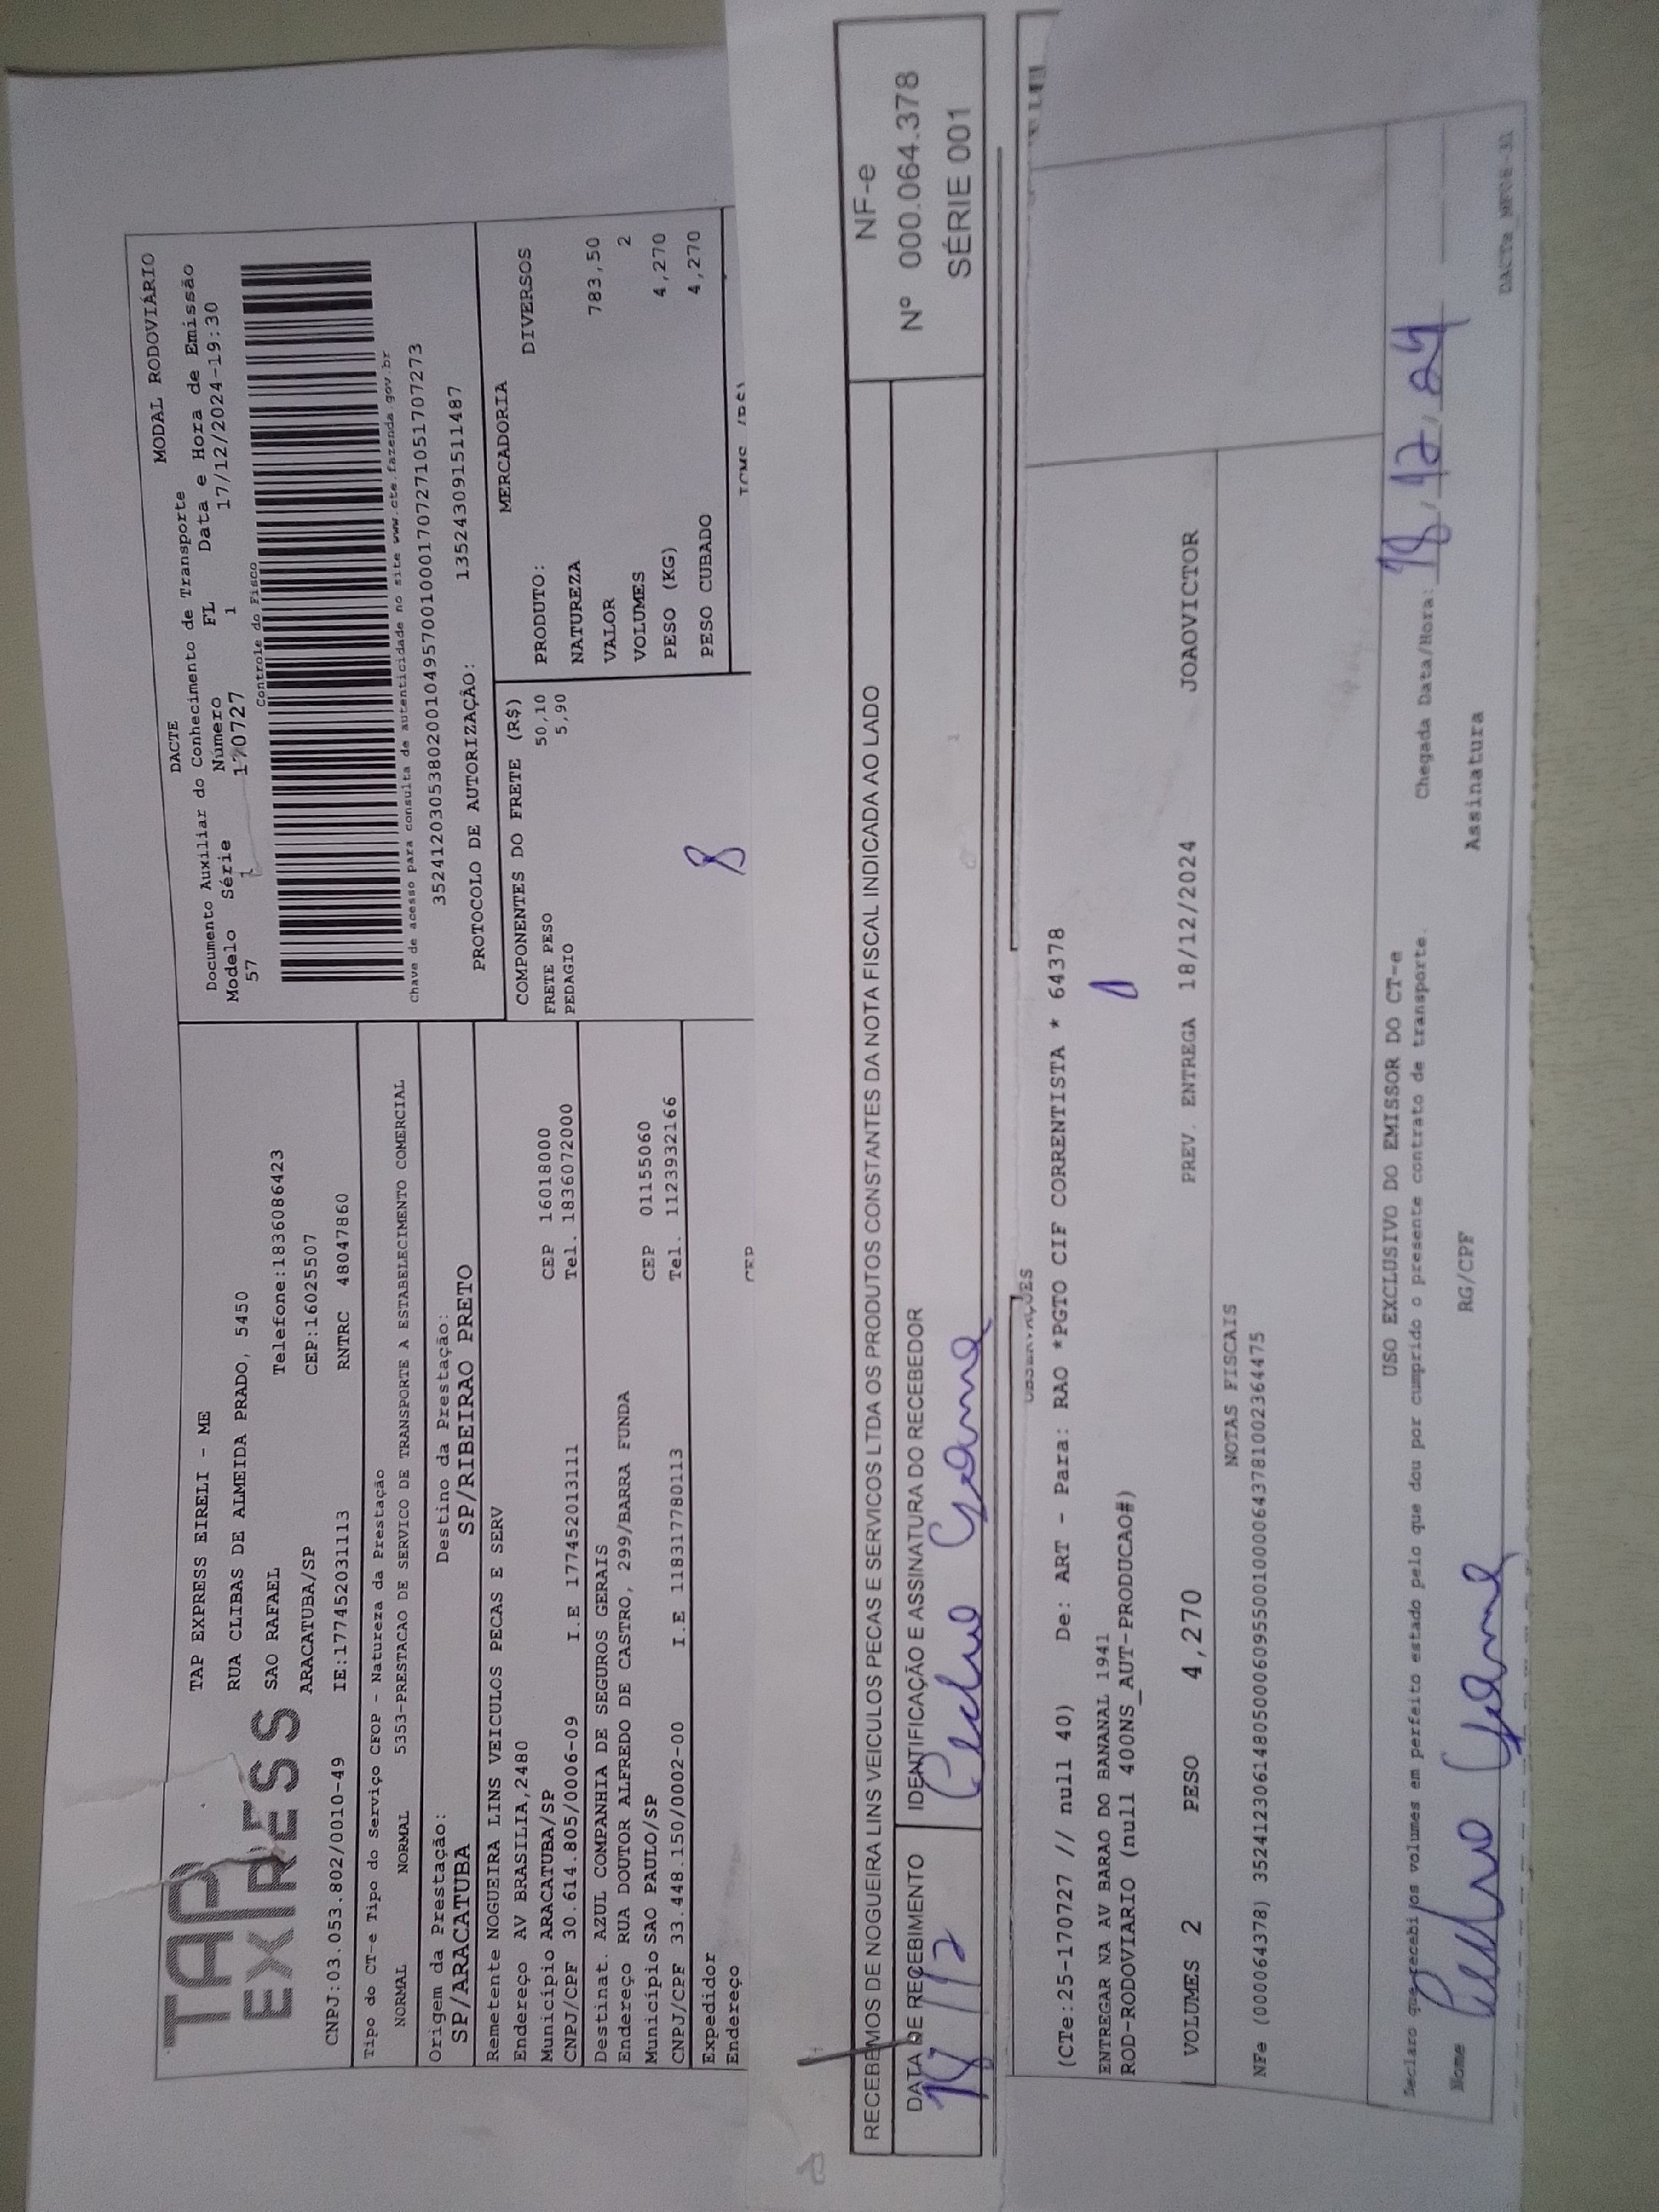 TAP
EXPRESS
TAP EXPRESS EIRELI - ME
RUA CLIBAS DE ALMEIDA PRADO, 5450
SAO RAFAEL Telefone:1836086423
ARACATUBA/SP CEP:16025507
CNPJ:03.053.802/0010-49 IE:177452031113 RNTRC 48047860
DACTE MODAL RODOVIÁRIO
Documento Auxiliar do Conhecimento de Transporte
Modelo Série Número FL Data e Hora de Emissão
57 1 170727 1 17/12/2024-19:30
Controle do Fisco
Chave de acesso para consulta de autenticidade no site www.cte.fazenda.gov.br
35241203053802001049570010001707271051707273
PROTOCOLO DE AUTORIZAÇÃO: 135243091511487
Tipo do CT-e Tipo do Serviço CFOP - Natureza da Prestação
NORMAL NORMAL 5353-PRESTACAO DE SERVICO DE TRANSPORTE A ESTABELECIMENTO COMERCIAL
Origem da Prestação: Destino da Prestação:
SP/ARACATUBA SP/RIBEIRAO PRETO
Remetente NOGUEIRA LINS VEICULOS PECAS E SERV
Endereço AV BRASILIA,2480
Município ARACATUBA/SP CEP 16018000
CNPJ/CPF 30.614.805/0006-09 I.E 177452013111 Tel. 1836072000
Destinat. AZUL COMPANHIA DE SEGUROS GERAIS
Endereço RUA DOUTOR ALFREDO DE CASTRO, 299/BARRA FUNDA
Município SAO PAULO/SP CEP 01155060
CNPJ/CPF 33.448.150/0002-00 I.E 118317780113 Tel. 1123932166
Expedidor
Endereço CEP
COMPONENTES DO FRETE (R$)
FRETE PESO 50,10
PEDAGIO 5,90
8
MERCADORIA
PRODUTO: DIVERSOS
NATUREZA
VALOR 783,50
VOLUMES 2
PESO (KG) 4,270
PESO CUBADO 4,270
RECEBEMOS DE NOGUEIRA LINS VEICULOS PECAS E SERVICOS LTDA OS PRODUTOS CONSTANTES DA NOTA FISCAL INDICADA AO LADO
DATA DE RECEBIMENTO IDENTIFICAÇÃO E ASSINATURA DO RECEBEDOR
18/12
NF-e
Nº 000.064.378
SÉRIE 001
OBSERVAÇÕES
(CTe:25-170727 // null 40) De: ART - Para: RAO *PGTO CIF CORRENTISTA * 64378
ENTREGAR NA AV BARAO DO BANANAL 1941
ROD-RODOVIARIO (null 400NS_AUT-PRODUCAO#)
VOLUMES 2 PESO 4,270 PREV. ENTREGA 18/12/2024 JOAOVICTOR
NOTAS FISCAIS
NFe (000064378) 35241230614805000609550010000643781002364475
USO EXCLUSIVO DO EMISSOR DO CT-e
Declaro que recebi os volumes em perfeito estado pelo que dou por cumprido o presente contrato de transporte.
Chegada Data/Hora: 18/12/24
Nome RG/CPF Assinatura